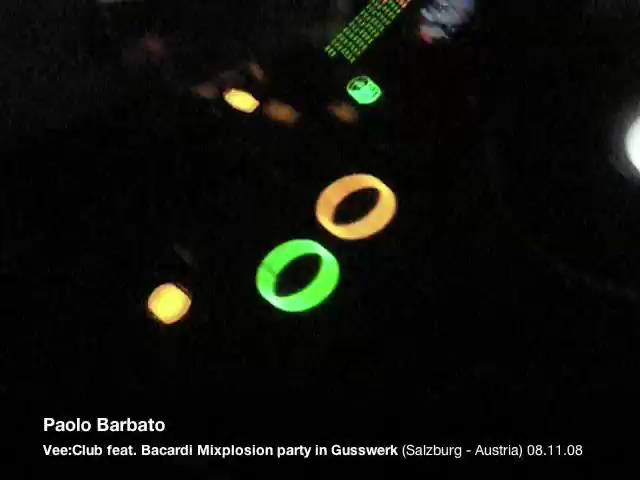 Paolo Barbato
Vee:Club feat. Bacardi Mixplosion party in Gusswerk (Salzburg - Austria) 08.11.08